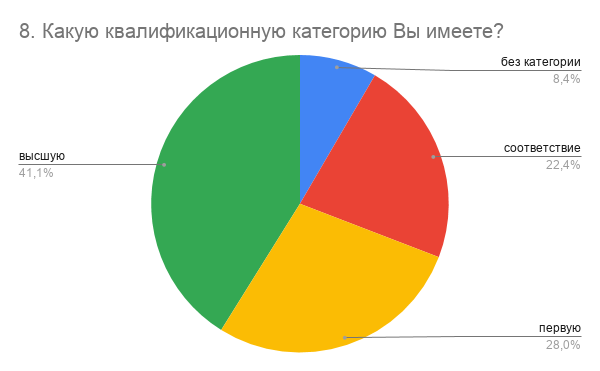 8. Какую квалификационную категорию Вы имеете?
без категории
8,4%
соответствие
22,4%
высшую
41,1%
первую
28,0%